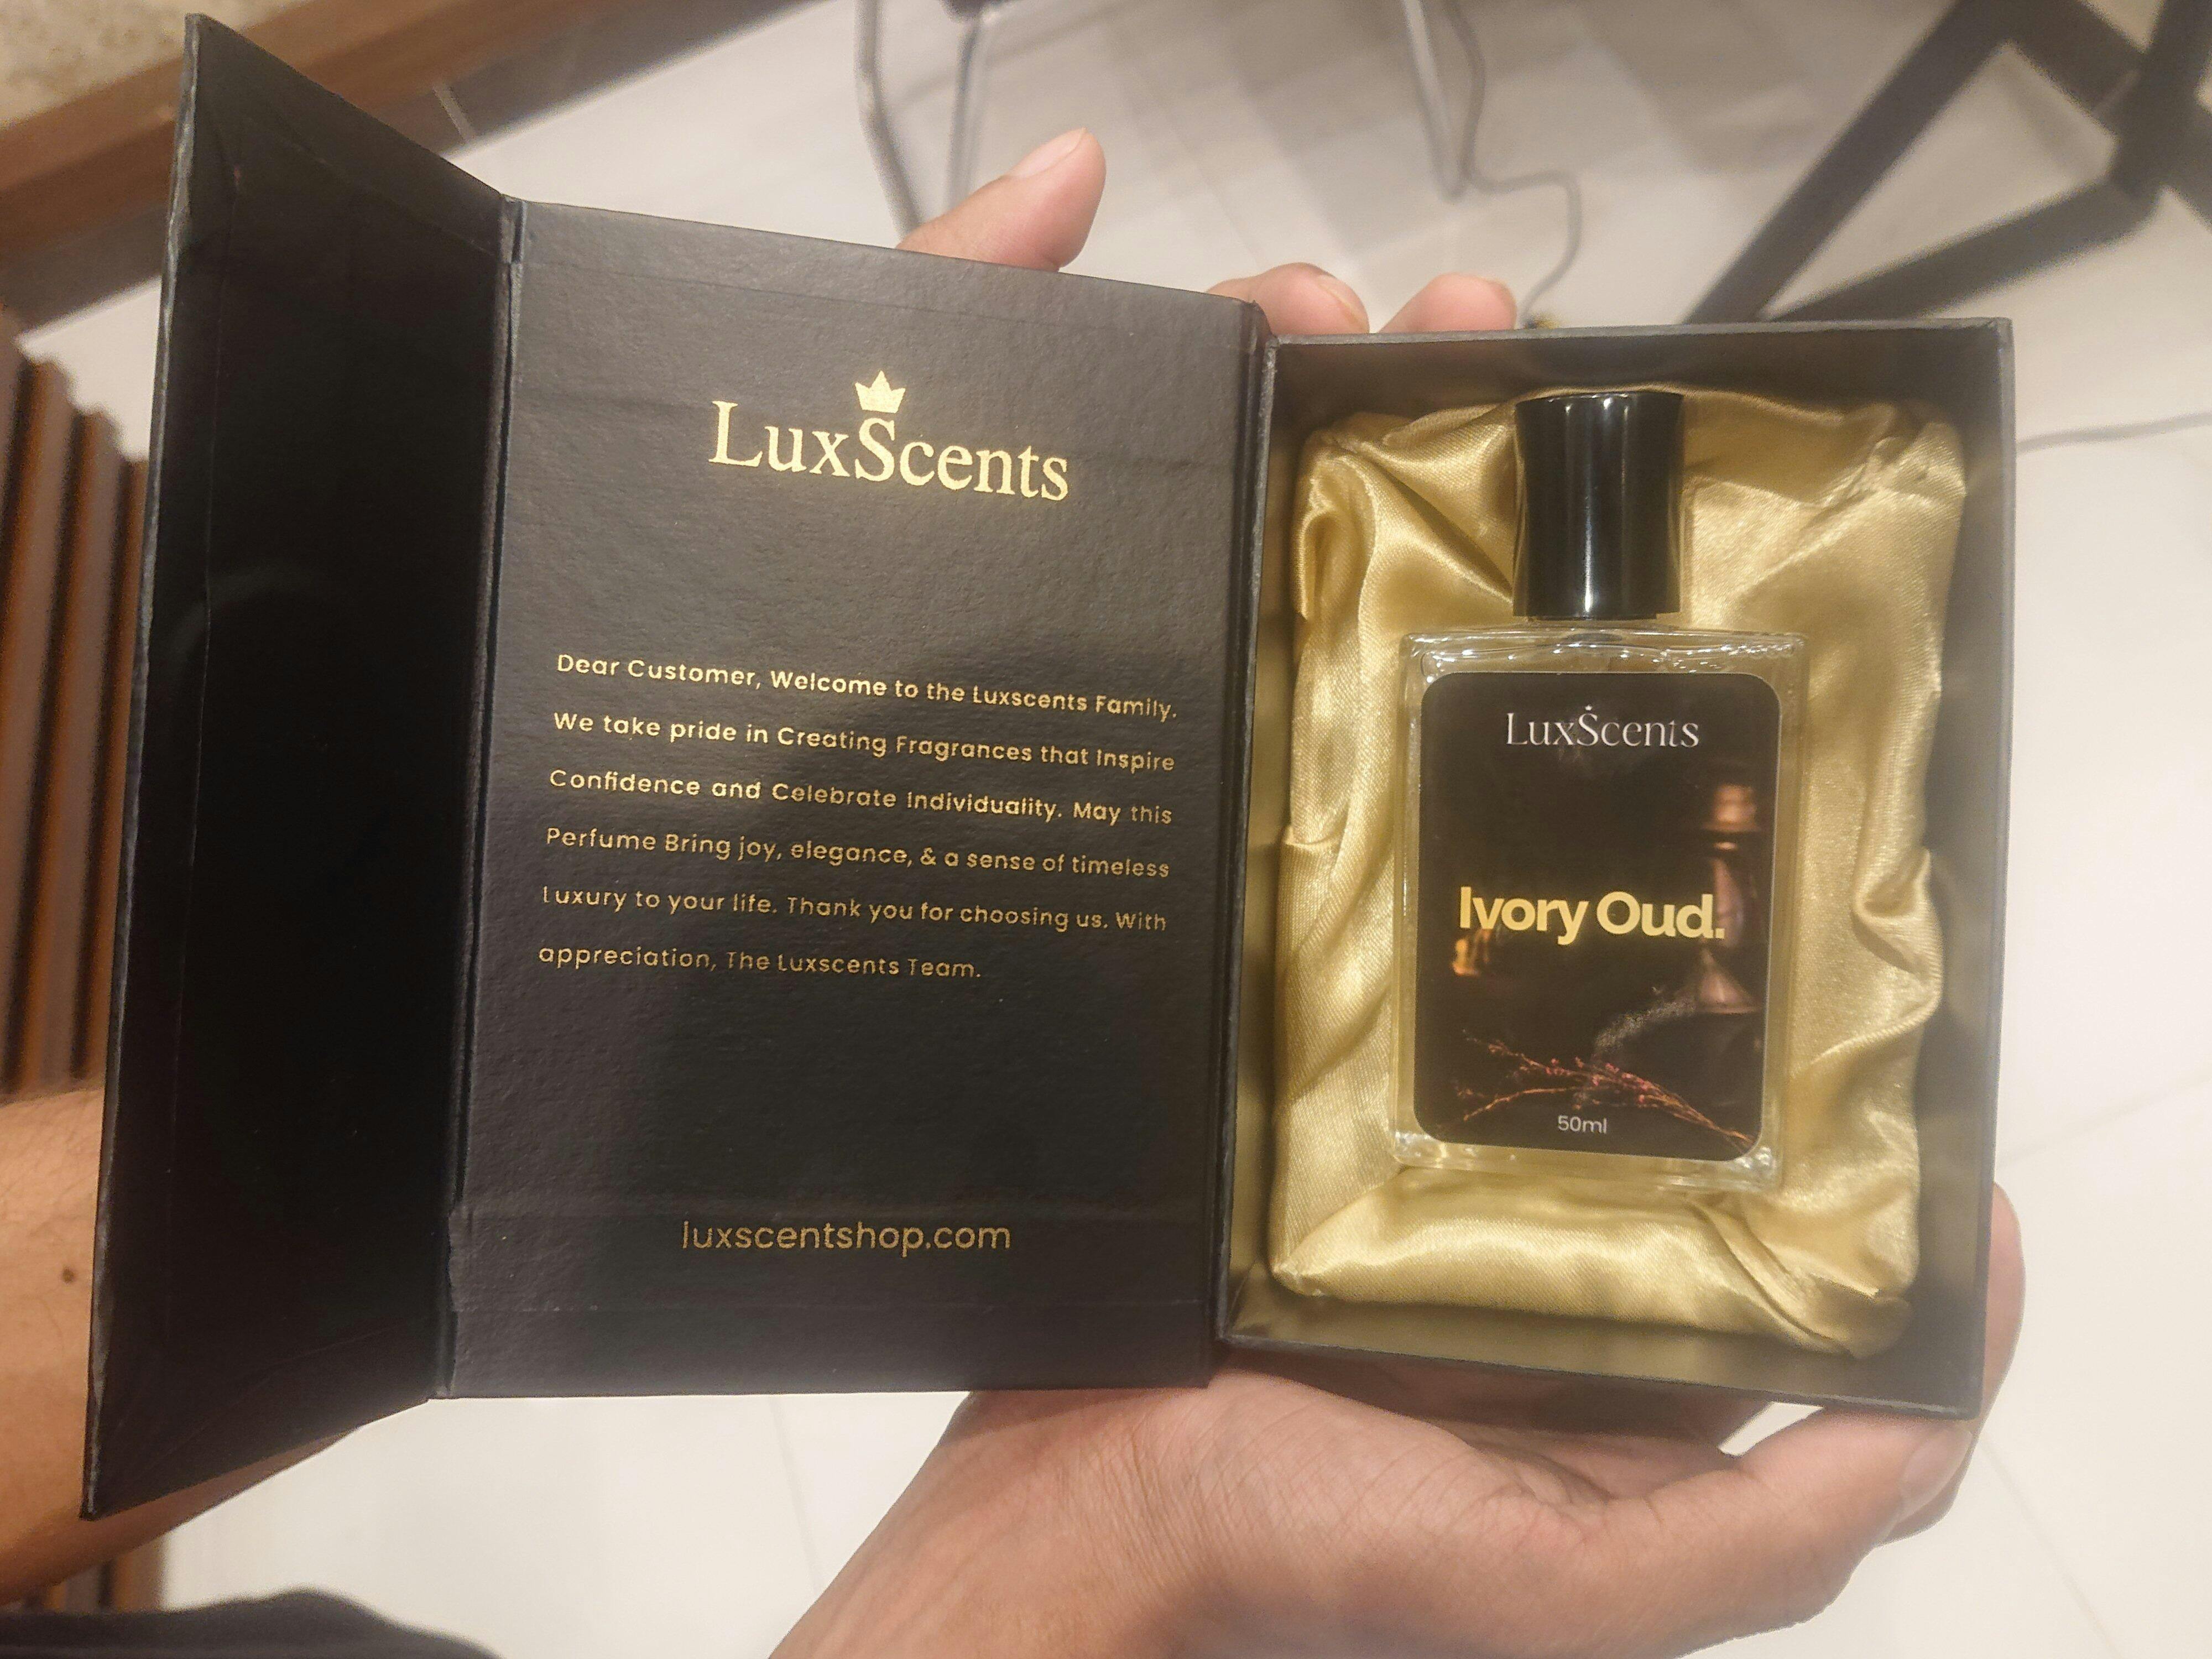 LuxScents
Dear Customer, Welcome to the Luxscents Family.
We take pride in Creating Fragrances that Inspire
Confidence and Celebrate Individuality. May this
Perfume Bring joy, elegance, & a sense of timeless
Luxury to your life. Thank you for choosing us. With
appreciation, The Luxscents Team.
luxscentshop.com
LuxScents
Ivory Oud.
50ml